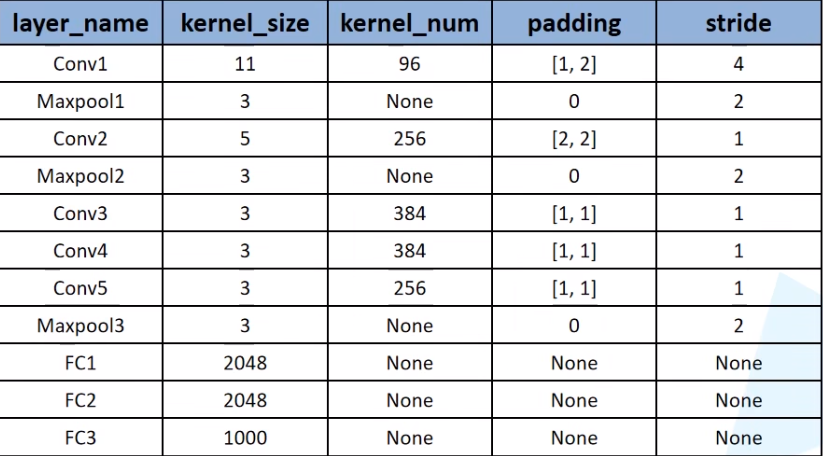 layer_name kernel_size kernel_num padding stride
Conv1 11 96 [1, 2] 4
Maxpool1 3 None 0 2
Conv2 5 256 [2, 2] 1
Maxpool2 3 None 0 2
Conv3 3 384 [1, 1] 1
Conv4 3 384 [1, 1] 1
Conv5 3 256 [1, 1] 1
Maxpool3 3 None 0 2
FC1 2048 None None None
FC2 2048 None None None
FC3 1000 None None None